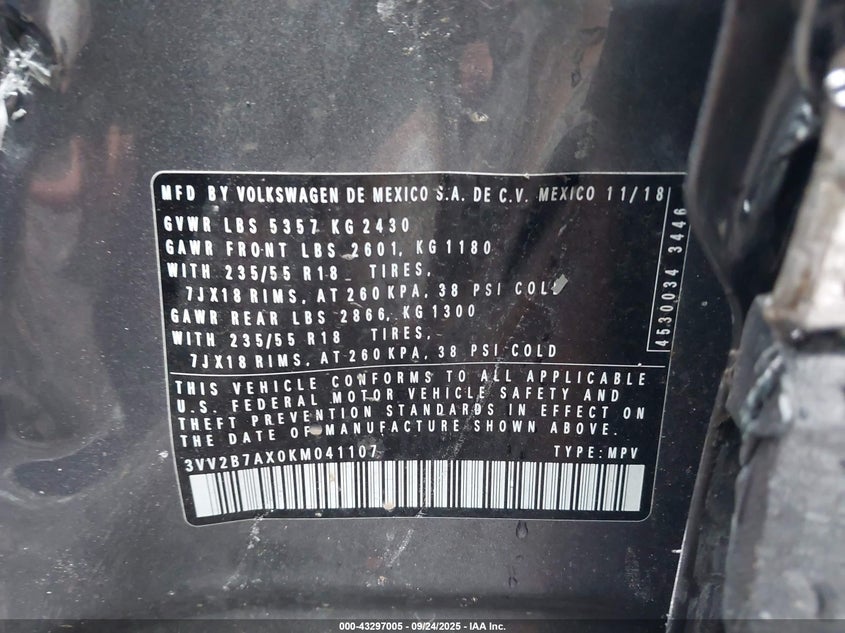 MFD BY VOLKSWAGEN DE MEXICO S.A. DE C.V. MEXICO 11/18
GVWR LBS 5357 KG 2430
GAWR FRONT LBS 2601, KG 1180
WITH 235/55 R18 TIRES,
7JX18 RIMS, AT 260 KPA, 38 PSI COLD
GAWR REAR LBS 2866, KG 1300
WITH 235/55 R18 TIRES,
7JX18 RIMS, AT 260 KPA, 38 PSI COLD
THIS VEHICLE CONFORMS TO ALL APPLICABLE
U.S. FEDERAL MOTOR VEHICLE SAFETY AND
THEFT PREVENTION STANDARDS IN EFFECT ON
THE DATE OF MANUFACTURE SHOWN ABOVE.
3VV2B7AX0KM041107 TYPE: MPV
4530034 3446
000-43297005 - 09/24/2025 - IAA Inc.